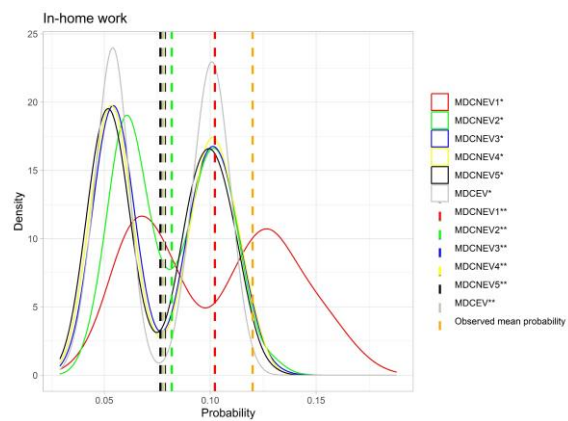 In-home work
25
20
15
10
5
0
Density
0.05
0.10
0.15
Probability
MDCNEV1*
MDCNEV2*
MDCNEV3*
MDCNEV4*
MDCNEV5*
MDCEV*
MDCNEV1**
MDCNEV2**
MDCNEV3**
MDCNEV4**
MDCNEV5**
MDCEV**
Observed mean probability